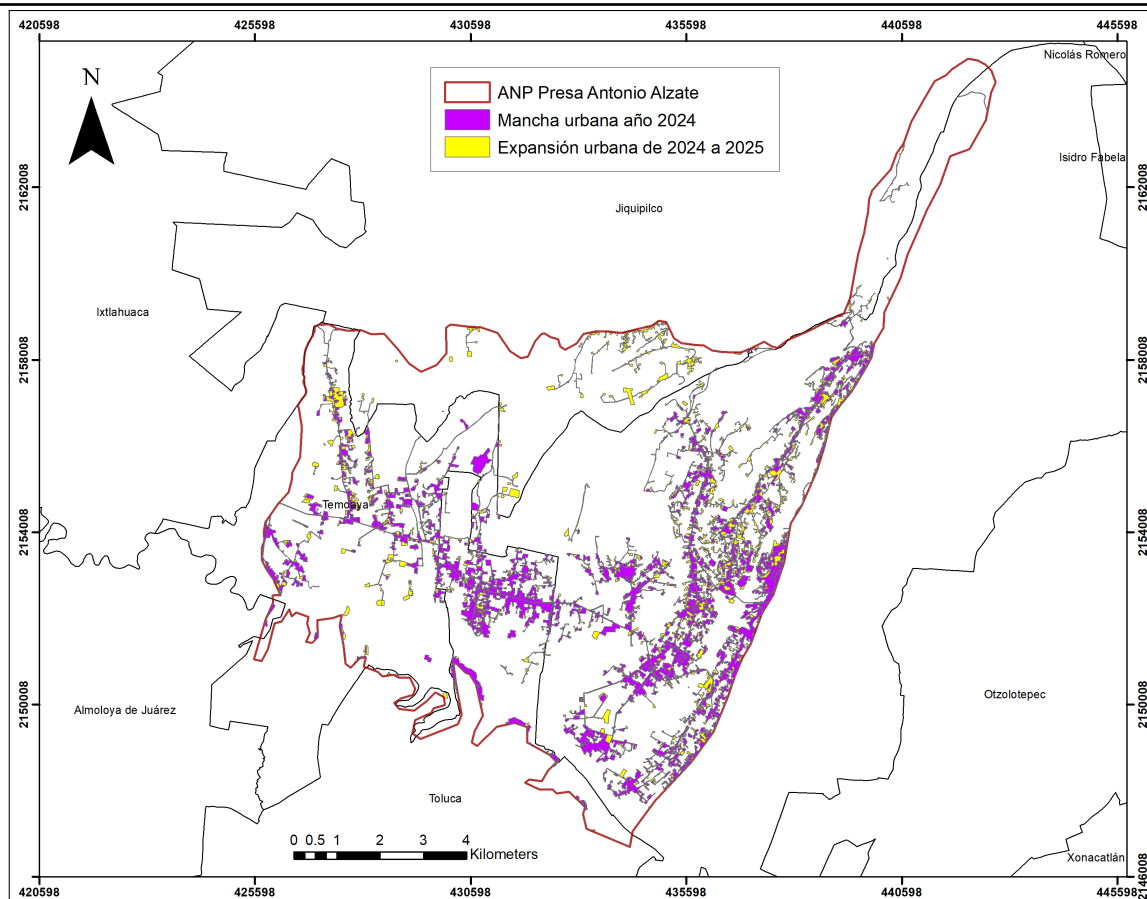 420598 425598 430598 435598 440598 445598
Nicolás Romero
N
ANP Presa Antonio Alzate
Mancha urbana año 2024
Expansión urbana de 2024 a 2025
Isidro Fabela
2162008 2162008
Jiquipilco
Ixtlahuaca
2158008 2158008
Temoaya
2154008 2154008
Otzolotepec
Almoloya de Juárez
2150008 2150008
Toluca
0 0.5 1 2 3 4
Kilometers
Xonacatlán
2146008
420598 425598 430598 435598 440598 445598